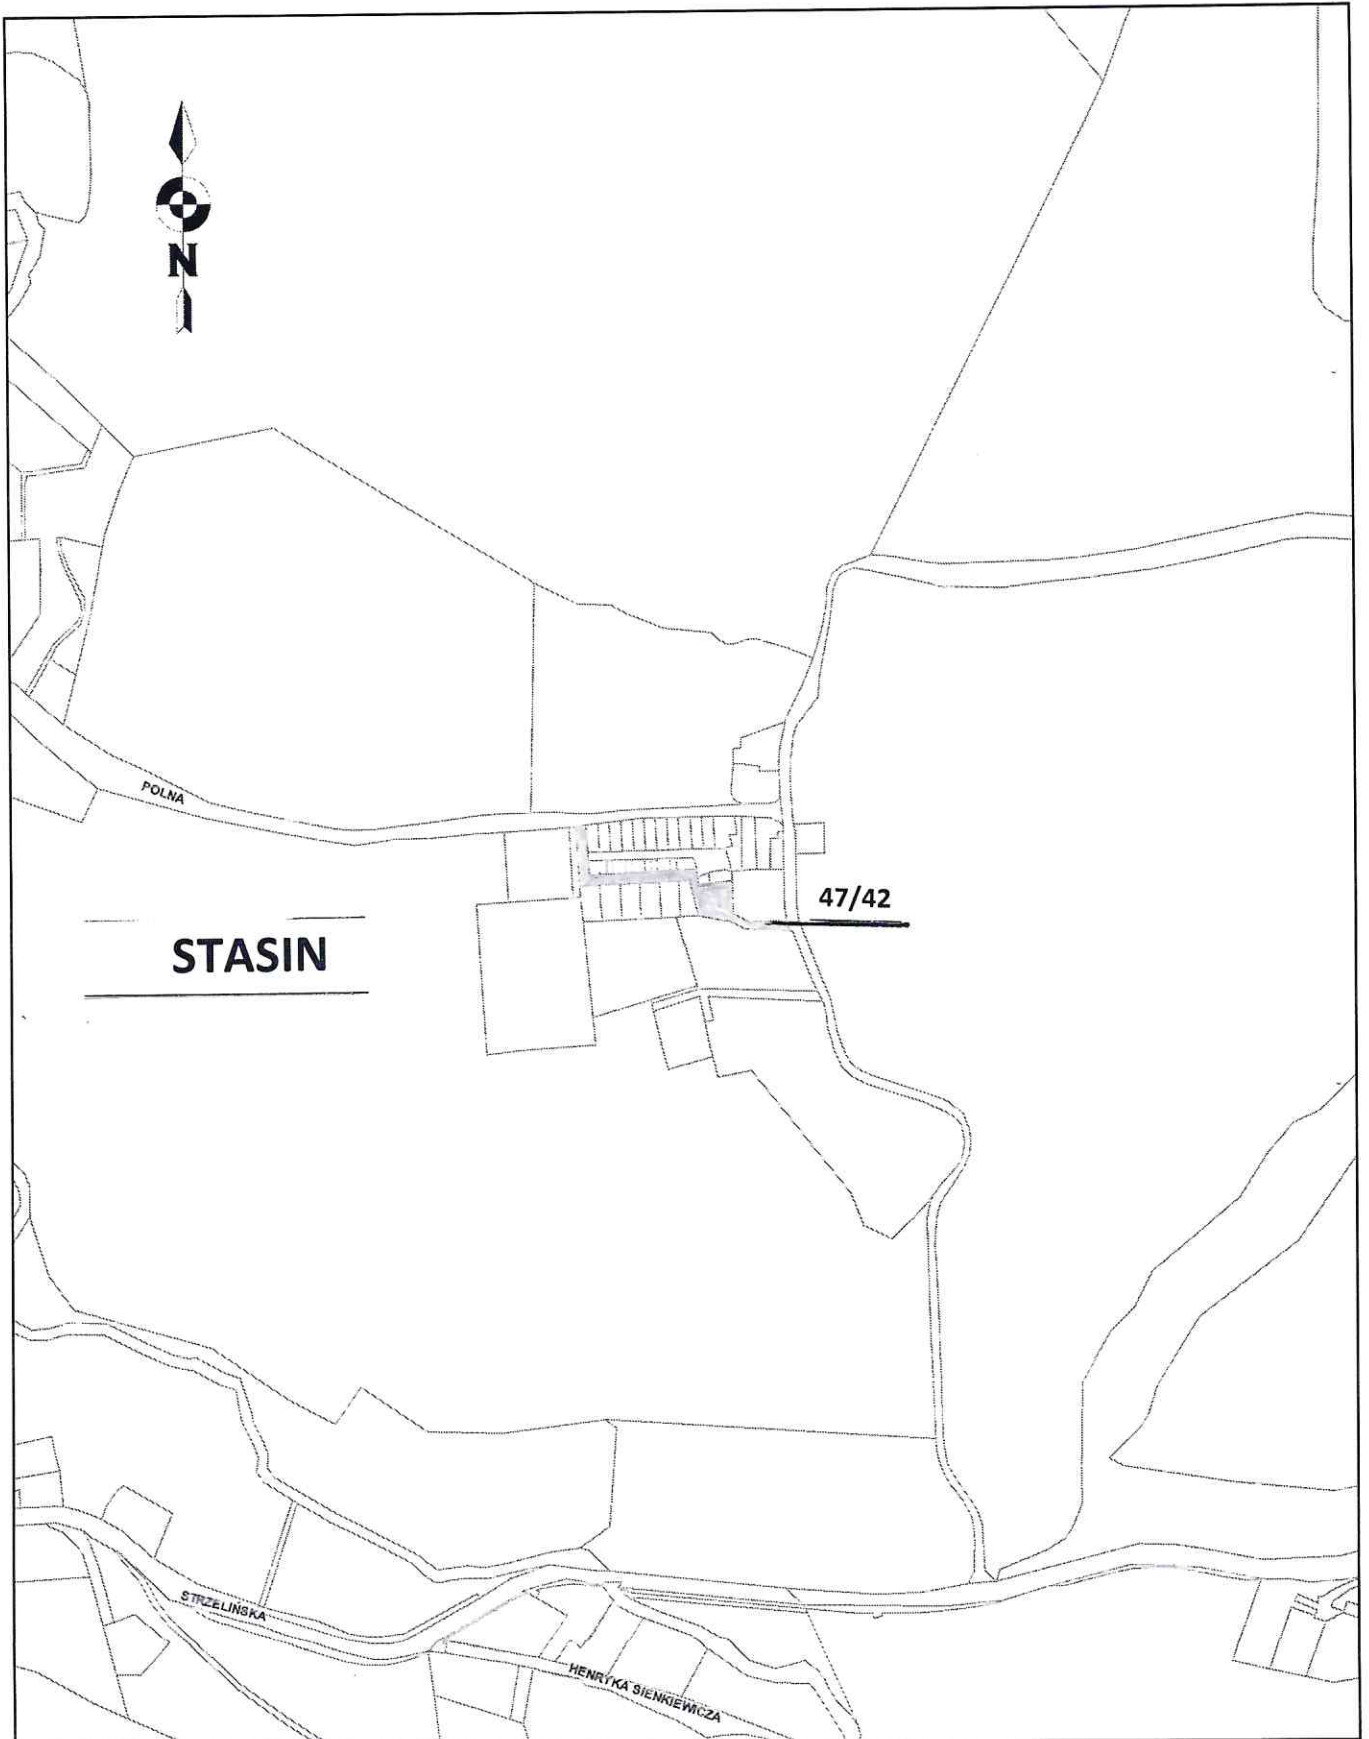 N
POLNA
47/42
STASIN
STRZELIŃSKA
HENRYKA SIENKIEWICZA